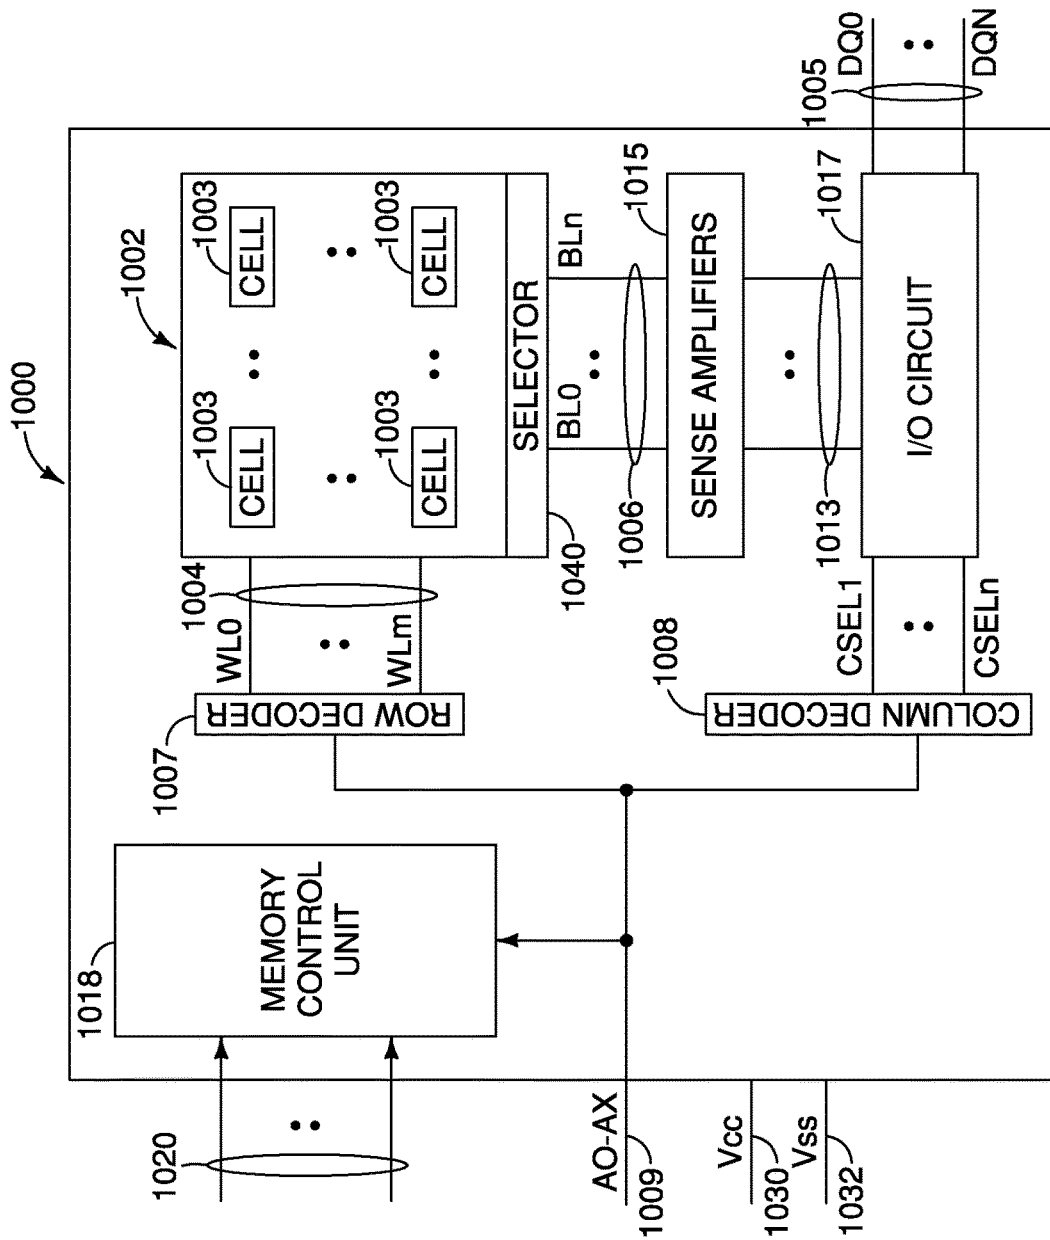 1000
1002
1018
MEMORY
CONTROL
UNIT
1020
1007
ROW DECODER
WL0
WLm
1004
1003
CELL
1003
CELL
1003
CELL
1003
CELL
SELECTOR
1040
BL0
BLn
1006
SENSE AMPLIFIERS
1015
1013
AO-AX
1009
Vcc
1030
Vss
1032
1008
COLUMN DECODER
CSEL1
CSELn
I/O CIRCUIT
1017
1005
DQ0
DQN